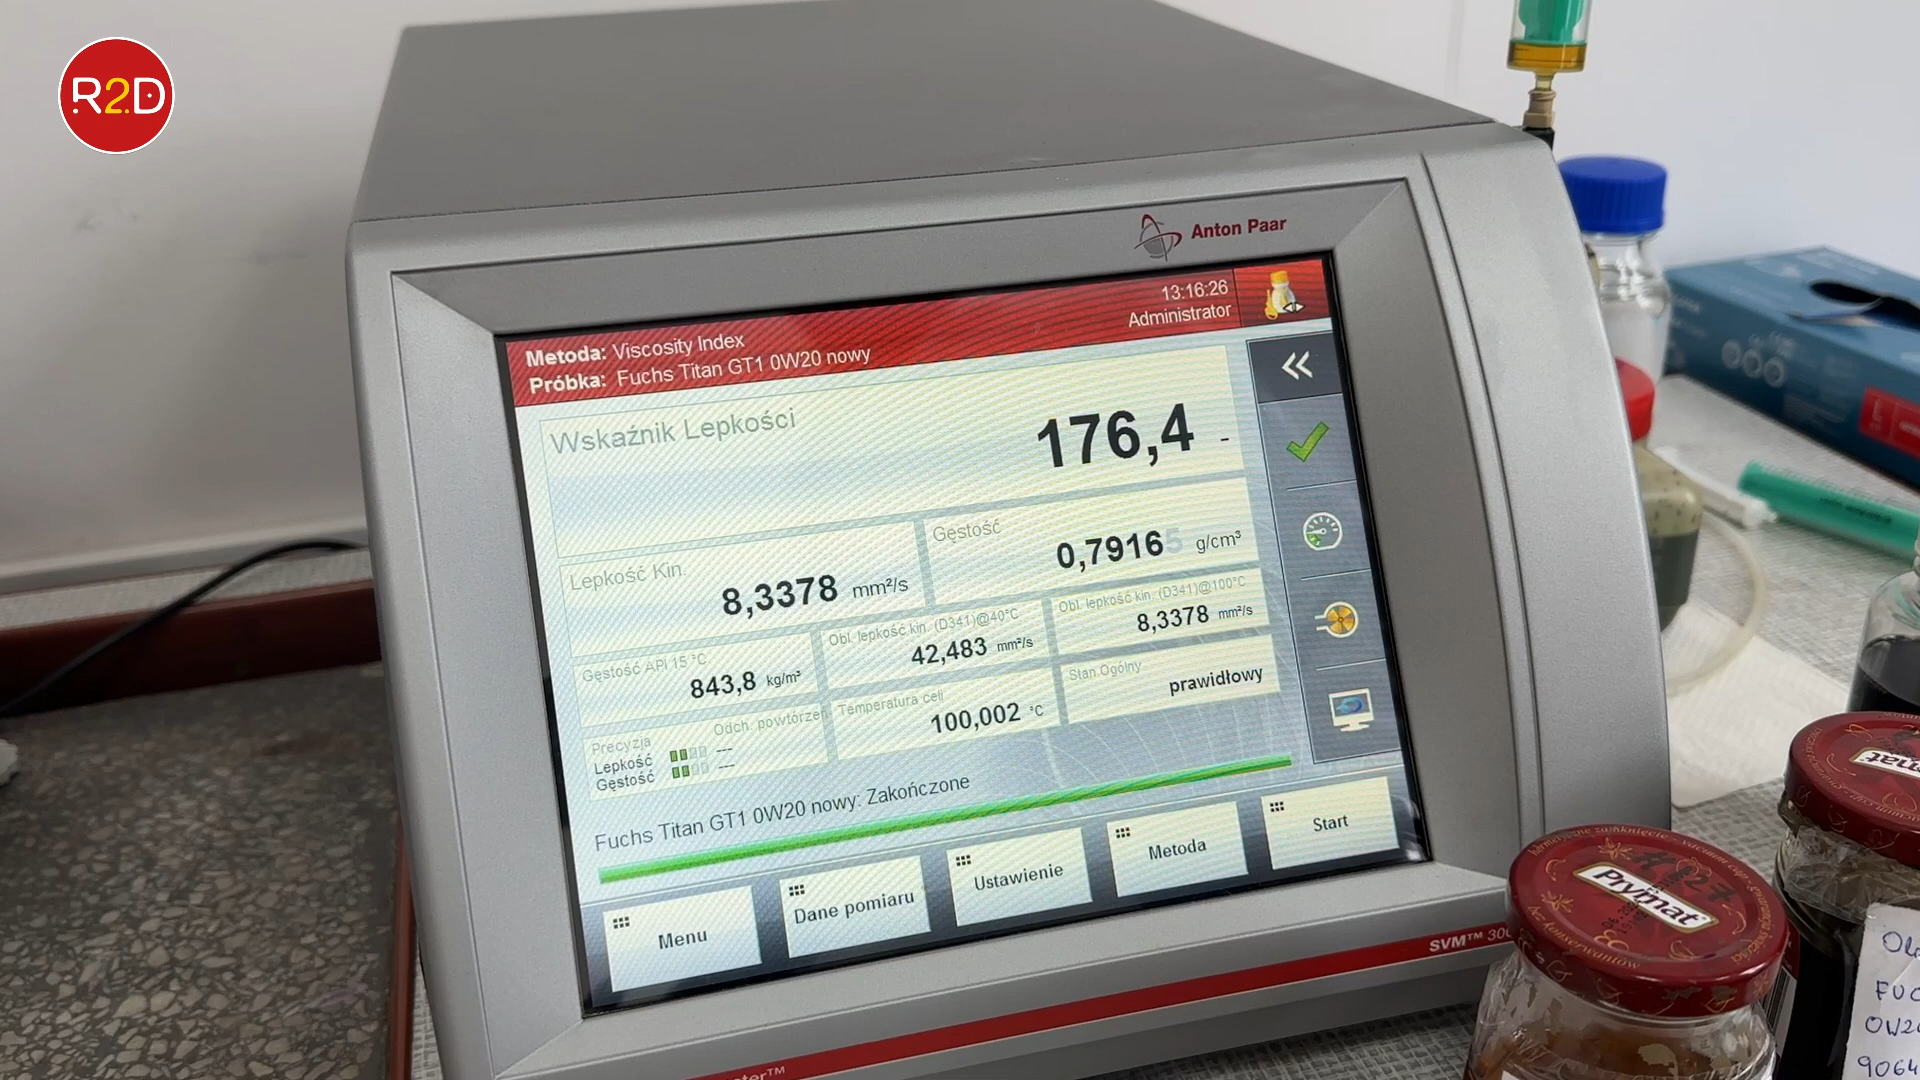 R2D
Anton Paar
13:16:26
Administrator
Metoda: Viscosity Index
Próbka: Fuchs Titan GT1 0W20 nowy
Wskaźnik Lepkości
176,4 -
Lepkość Kin.
8,3378 mm²/s
Gęstość
0,79165 g/cm³
Gęstość API 15 °C
843,8 kg/m³
Obl. lepkość kin. (D341)@40°C
42,483 mm²/s
Obl. lepkość kin. (D341)@100°C
8,3378 mm²/s
Odch. powtórzeń
Precyzja
Lepkość ---
Gęstość ---
Temperatura celi
100,002 °C
Stan Ogólny
prawidłowy
Fuchs Titan GT1 0W20 nowy: Zakończone
Menu
Dane pomiaru
Ustawienie
Metoda
Start
SVM™
Prymat
0W20
9064